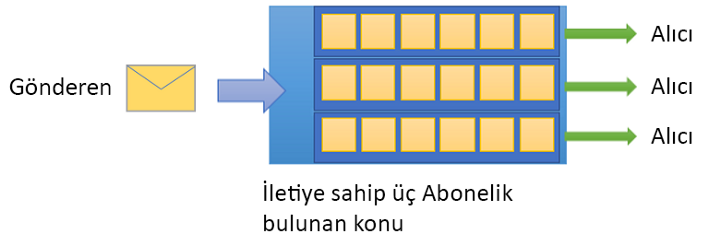 Gönderen
Alıcı
Alıcı
Alıcı
İletiye sahip üç Abonelik
bulunan konu